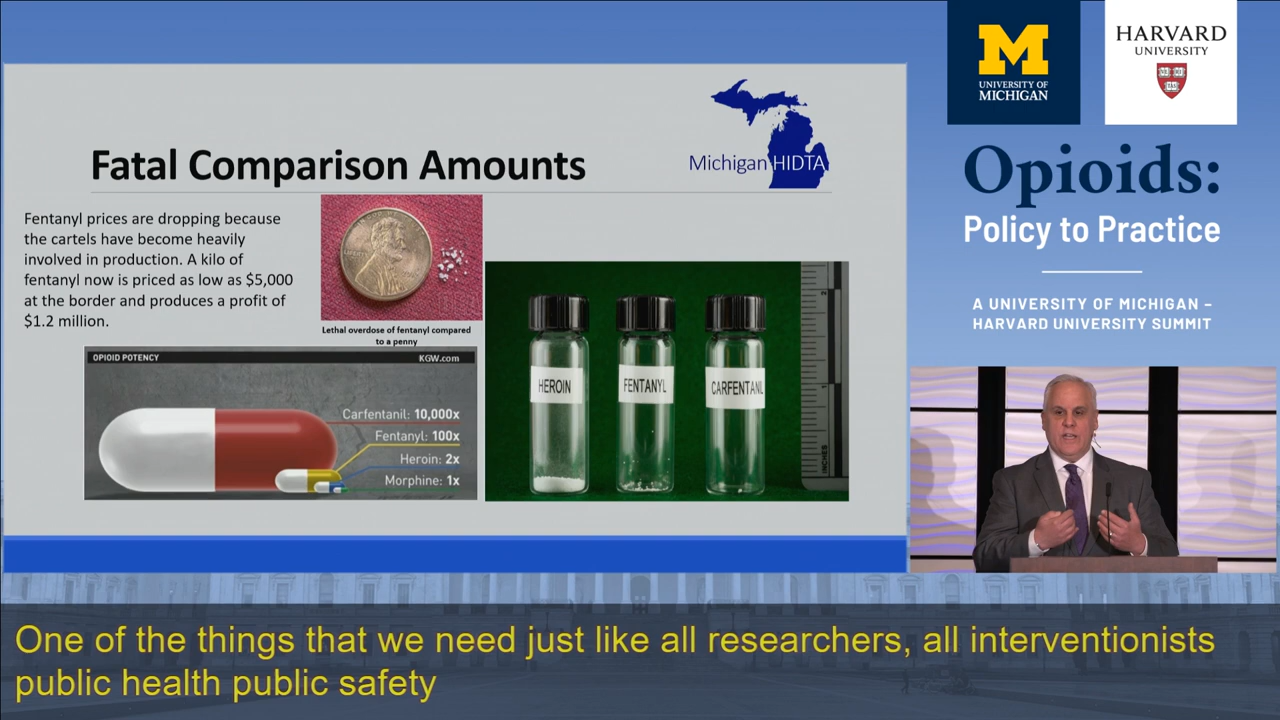 Fatal Comparison Amounts
Michigan HIDTA
Fentanyl prices are dropping because
the cartels have become heavily
involved in production. A kilo of
fentanyl now is priced as low as $5,000
at the border and produces a profit of
$1.2 million.
Lethal overdose of fentanyl compared
to a penny
OPIOID POTENCY
KGW.com
Carfentanil: 10,000x
Fentanyl: 100x
Heroin: 2x
Morphine: 1x
HEROIN
FENTANYL
CARFENTANIL
INCHES
M
UNIVERSITY OF
MICHIGAN
HARVARD
UNIVERSITY
Opioids:
Policy to Practice
A UNIVERSITY OF MICHIGAN –
HARVARD UNIVERSITY SUMMIT
One of the things that we need just like all researchers, all interventionists
public health public safety